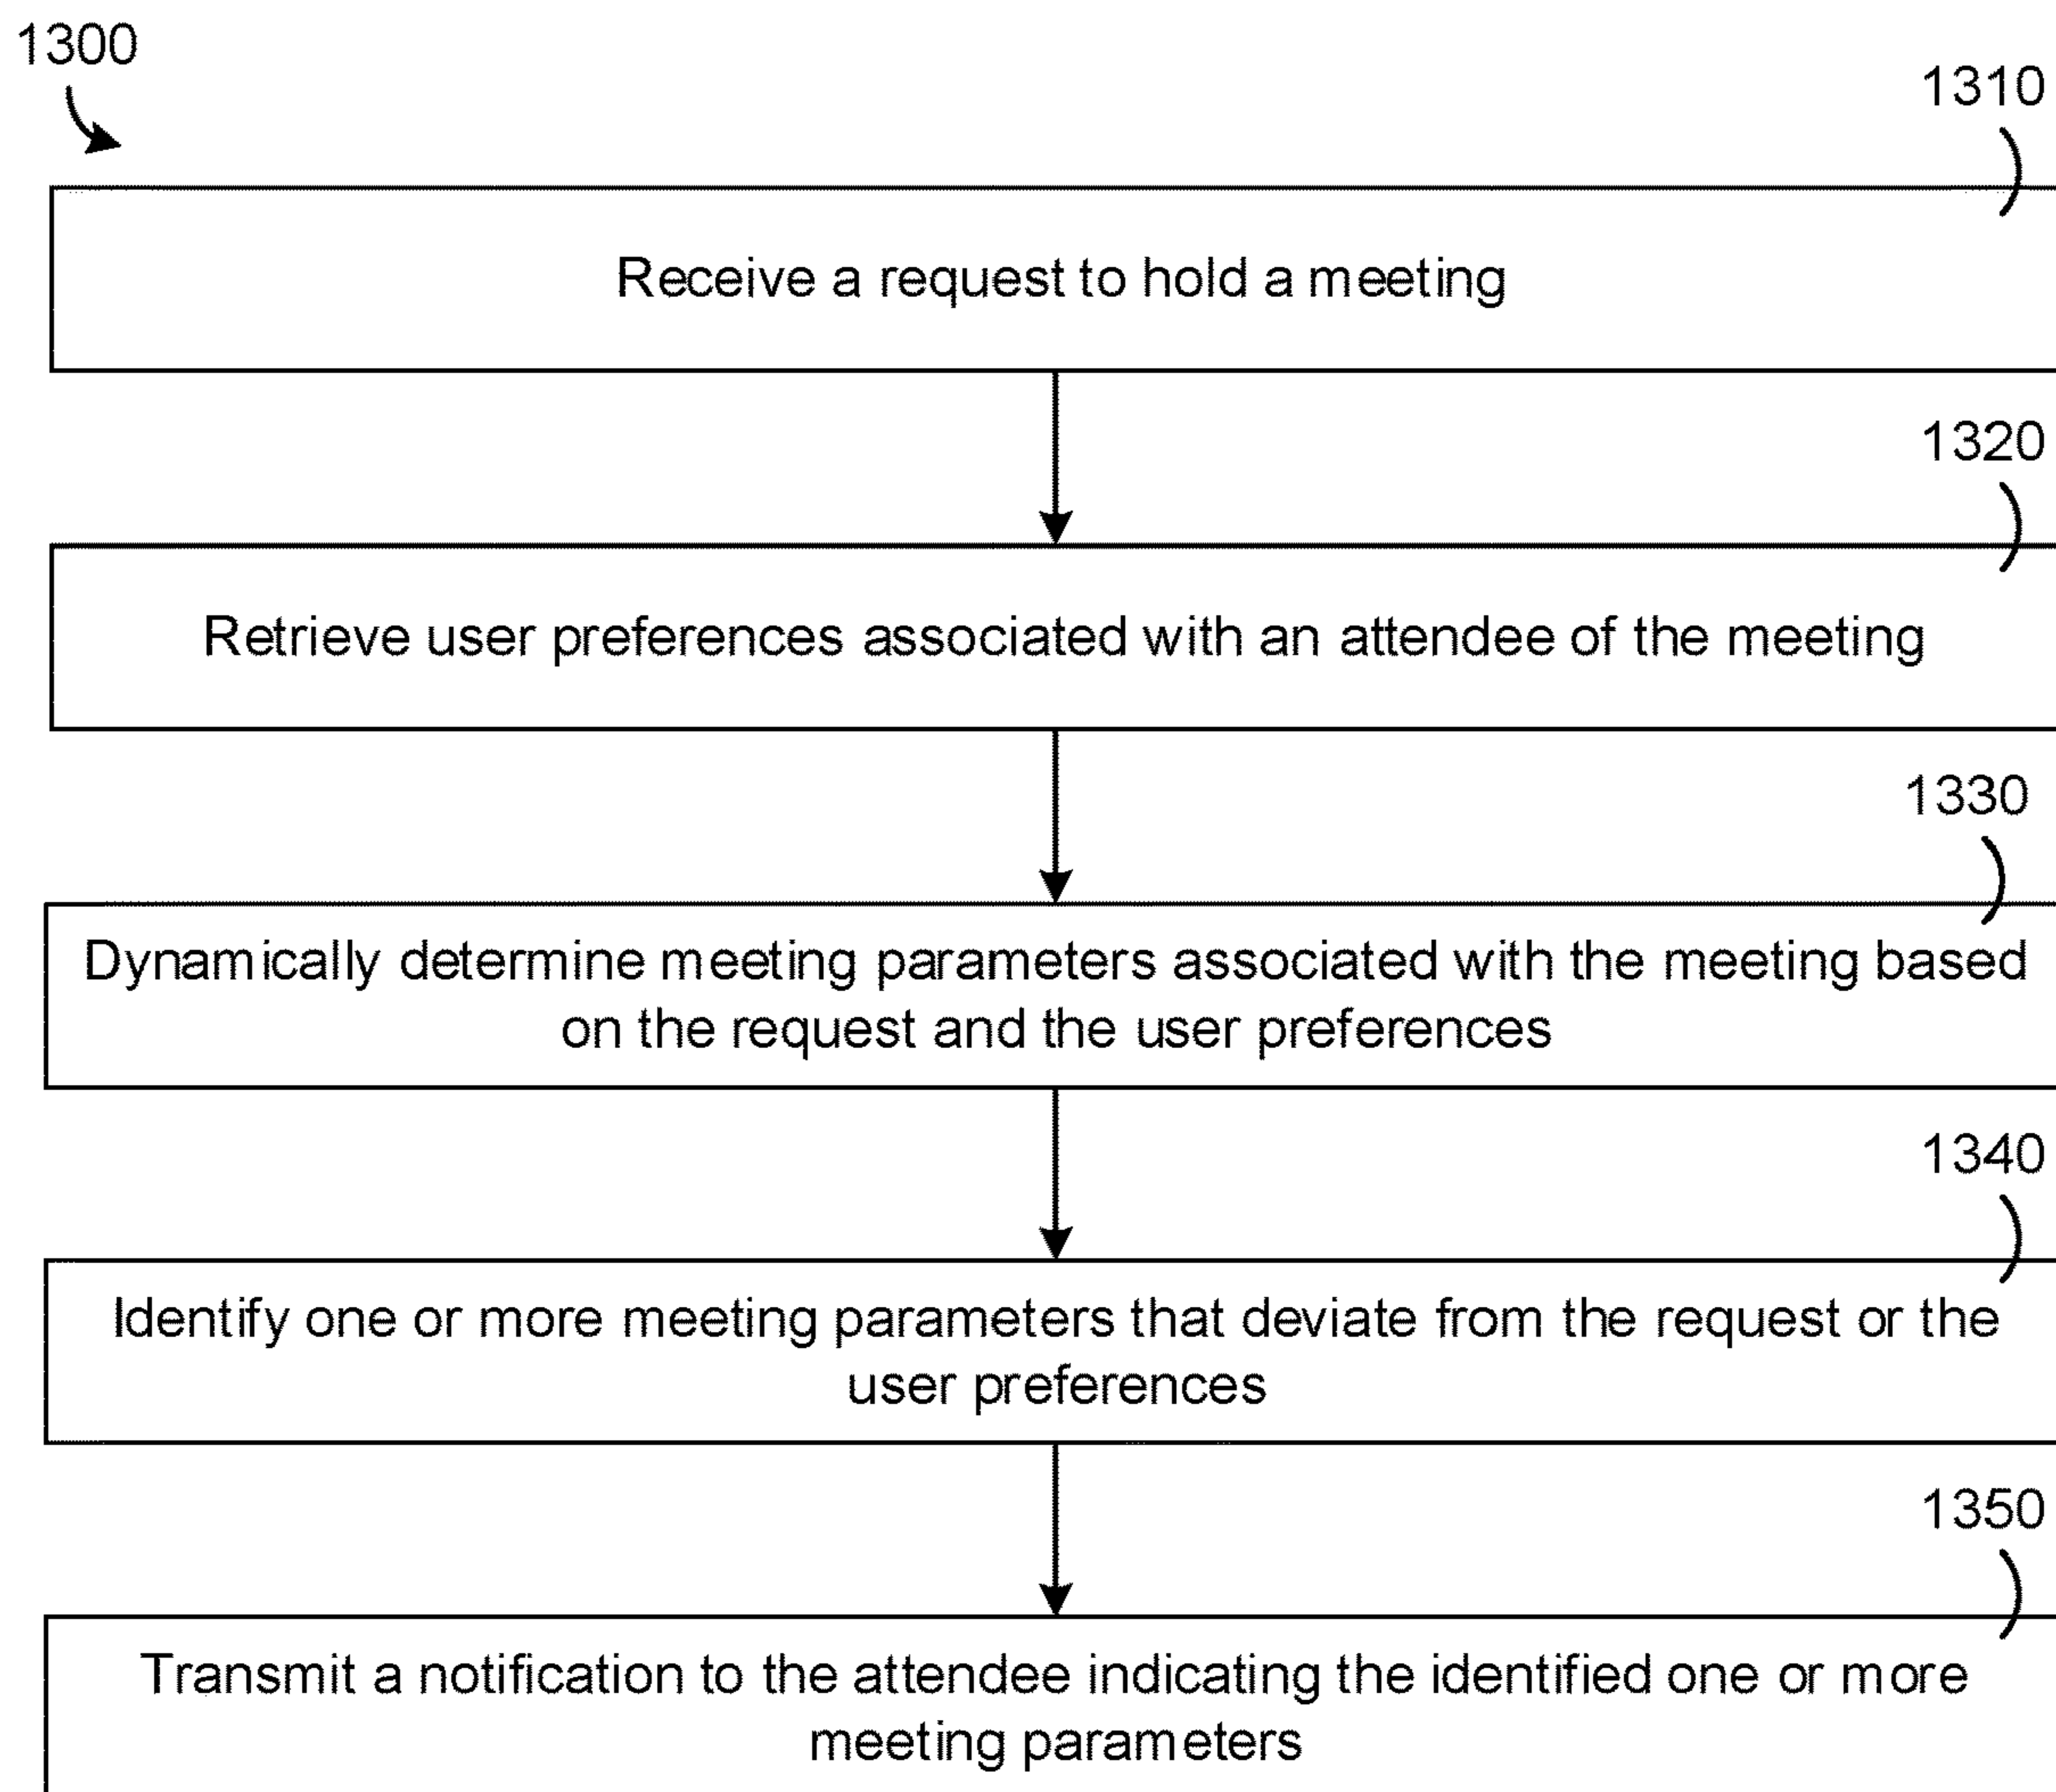 1300
1310
Receive a request to hold a meeting
1320
Retrieve user preferences associated with an attendee of the meeting
1330
Dynamically determine meeting parameters associated with the meeting based
on the request and the user preferences
1340
Identify one or more meeting parameters that deviate from the request or the
user preferences
1350
Transmit a notification to the attendee indicating the identified one or more
meeting parameters